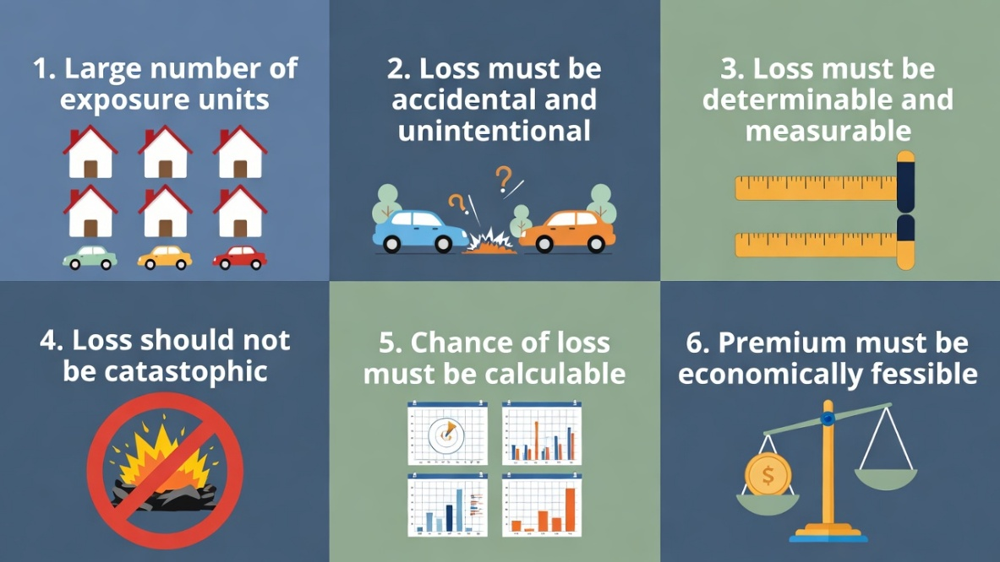 1. Large number of
exposure units
2. Loss must be
accidental and
unintentional
3. Loss must be
determinable and
measurable
4. Loss should not
be catastophic
5. Chance of loss
must be calculable
6. Premium must be
economically fessible
$